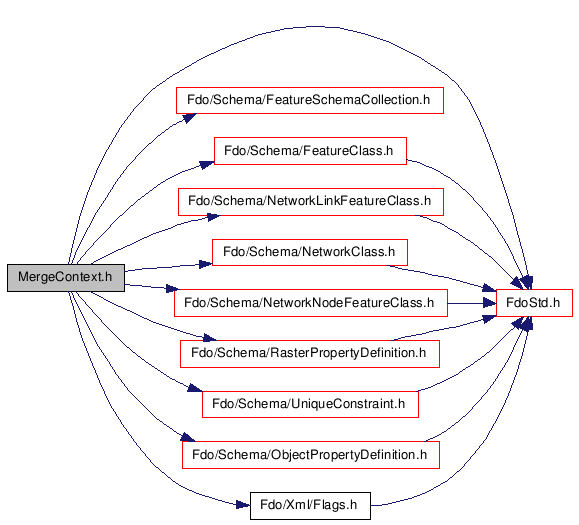 Fdo/Schema/FeatureSchemaCollection.h
Fdo/Schema/FeatureClass.h
Fdo/Schema/NetworkLinkFeatureClass.h
Fdo/Schema/NetworkClass.h
MergeContext.h
Fdo/Schema/NetworkNodeFeatureClass.h
FdoStd.h
Fdo/Schema/RasterPropertyDefinition.h
Fdo/Schema/UniqueConstraint.h
Fdo/Schema/ObjectPropertyDefinition.h
Fdo/Xml/Flags.h